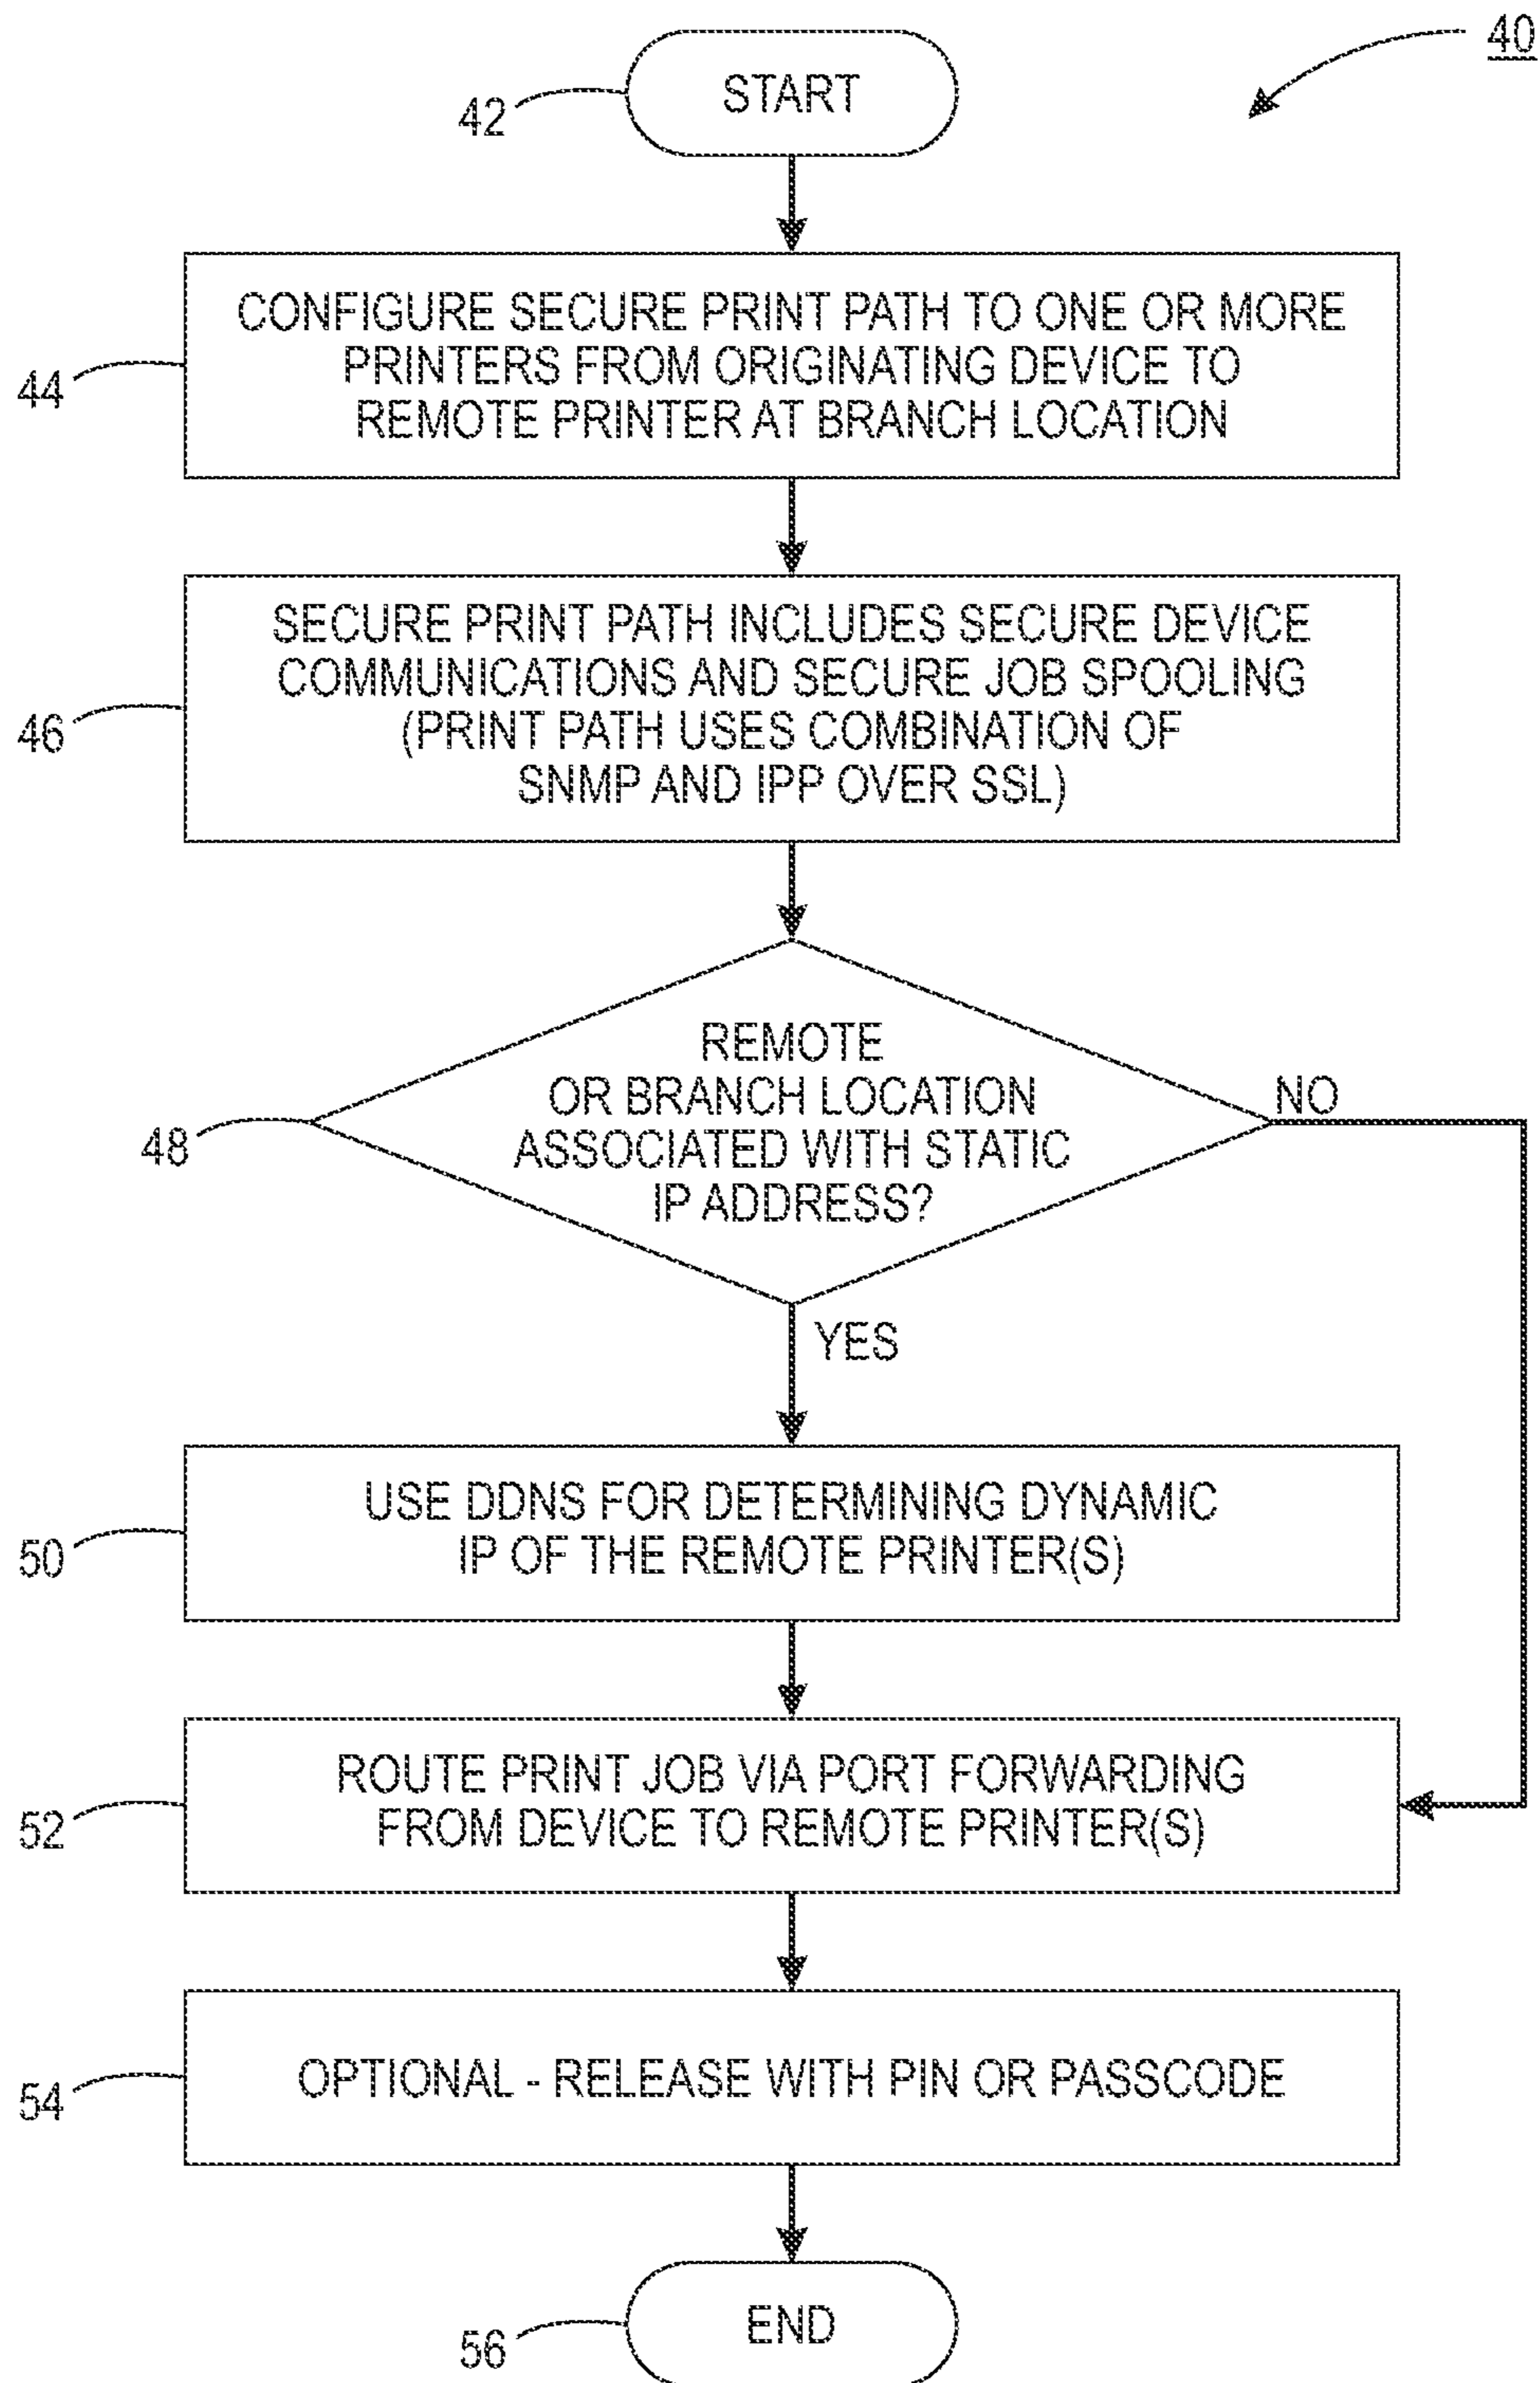 40
42
START
44
CONFIGURE SECURE PRINT PATH TO ONE OR MORE
PRINTERS FROM ORIGINATING DEVICE TO
REMOTE PRINTER AT BRANCH LOCATION
46
SECURE PRINT PATH INCLUDES SECURE DEVICE
COMMUNICATIONS AND SECURE JOB SPOOLING
(PRINT PATH USES COMBINATION OF
SNMP AND IPP OVER SSL)
48
REMOTE
OR BRANCH LOCATION
ASSOCIATED WITH STATIC
IP ADDRESS?
NO
YES
50
USE DDNS FOR DETERMINING DYNAMIC
IP OF THE REMOTE PRINTER(S)
52
ROUTE PRINT JOB VIA PORT FORWARDING
FROM DEVICE TO REMOTE PRINTER(S)
54
OPTIONAL - RELEASE WITH PIN OR PASSCODE
56
END